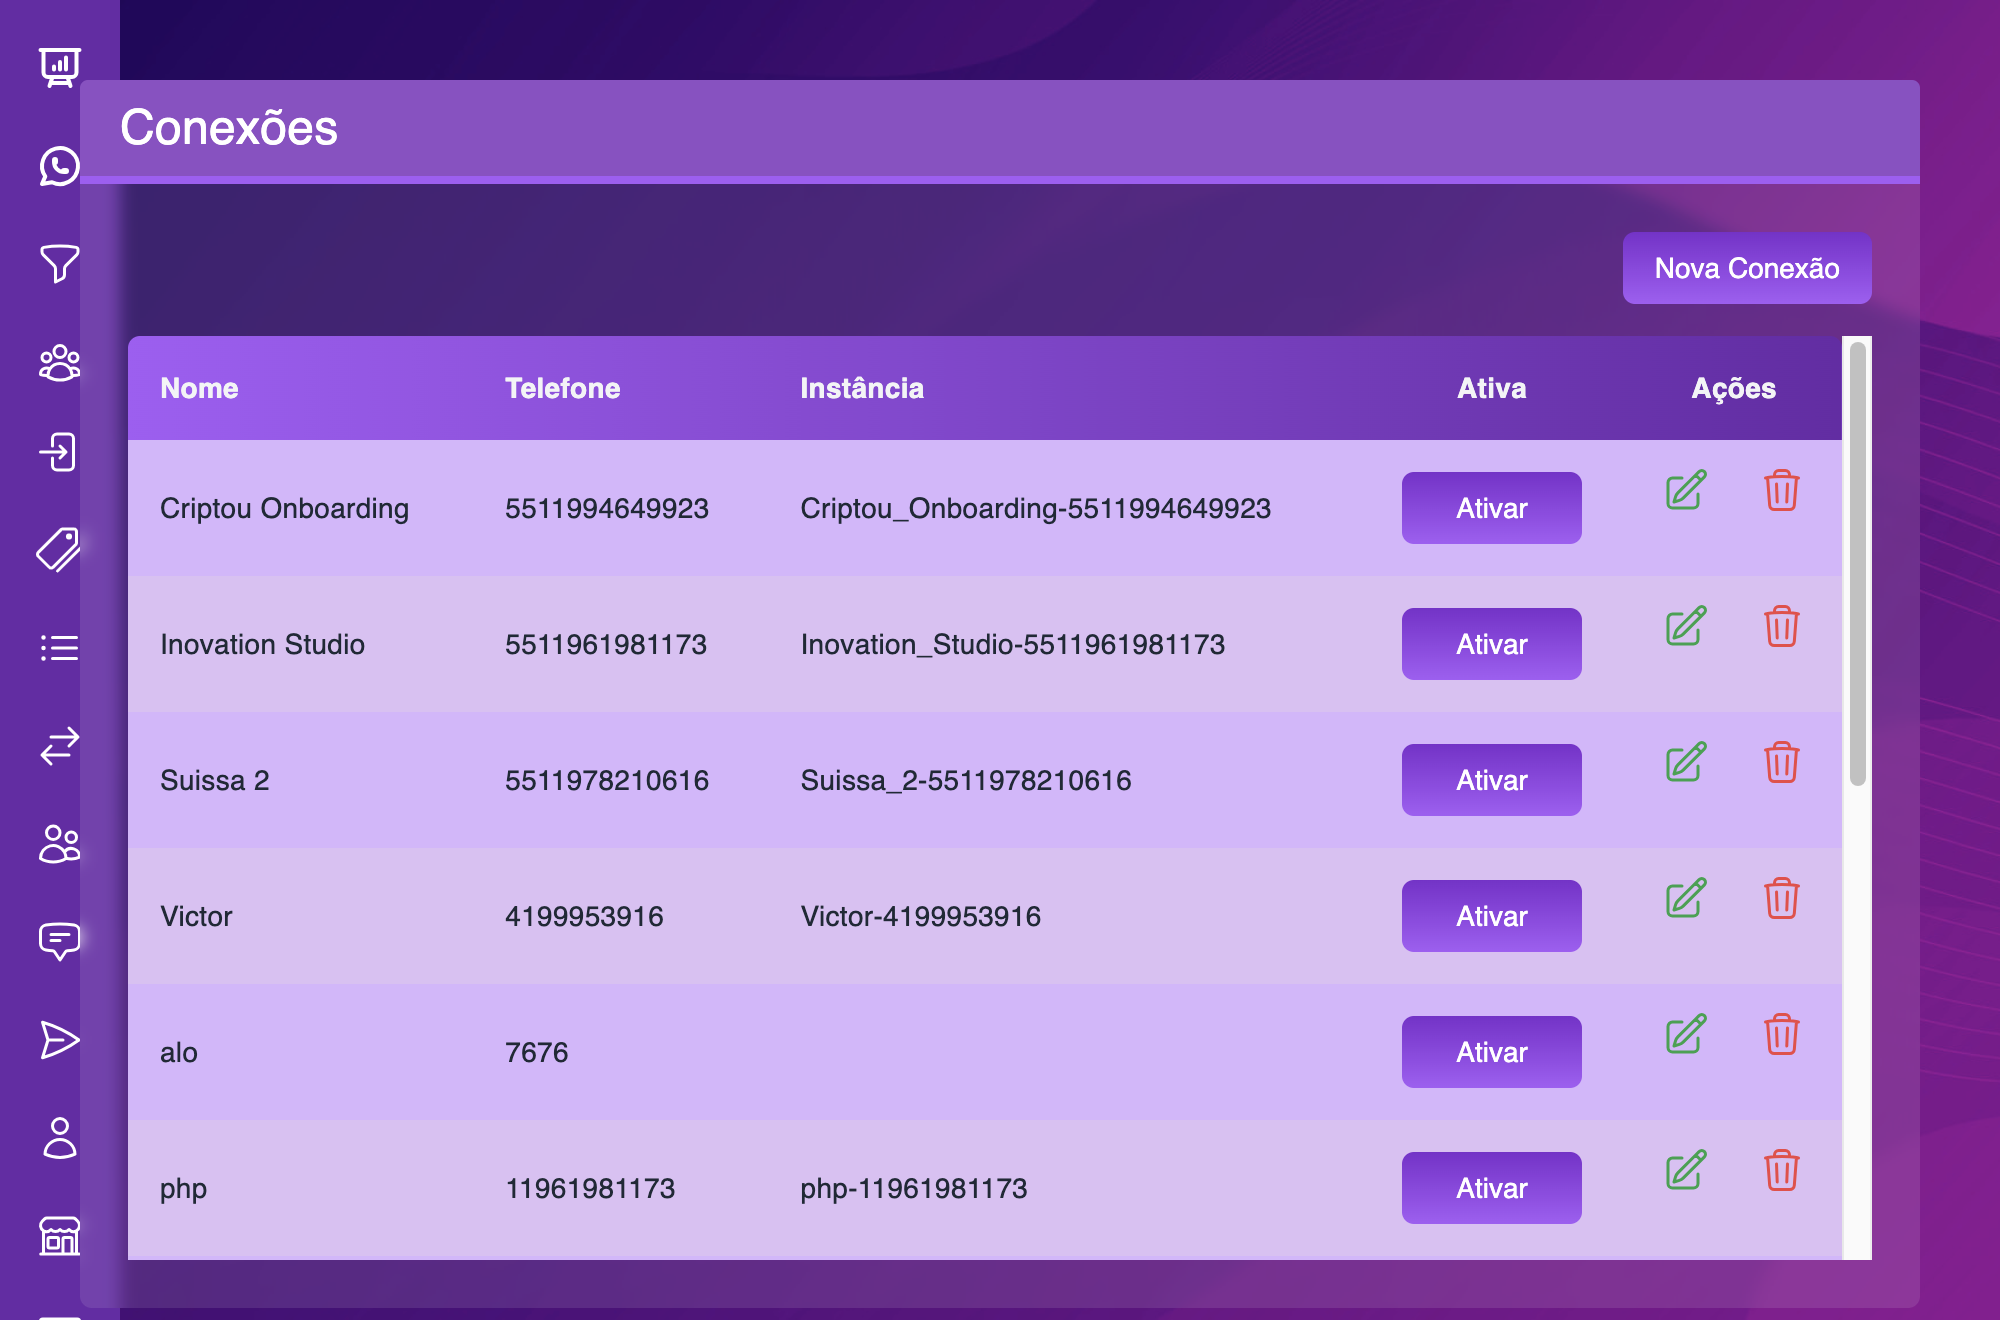 Conexões
Nova Conexão
Nome Telefone Instância Ativa Ações
Criptou Onboarding 5511994649923 Criptou_Onboarding-5511994649923 Ativar
Inovation Studio 5511961981173 Inovation_Studio-5511961981173 Ativar
Suissa 2 5511978210616 Suissa_2-5511978210616 Ativar
Victor 4199953916 Victor-4199953916 Ativar
alo 7676 Ativar
php 11961981173 php-11961981173 Ativar